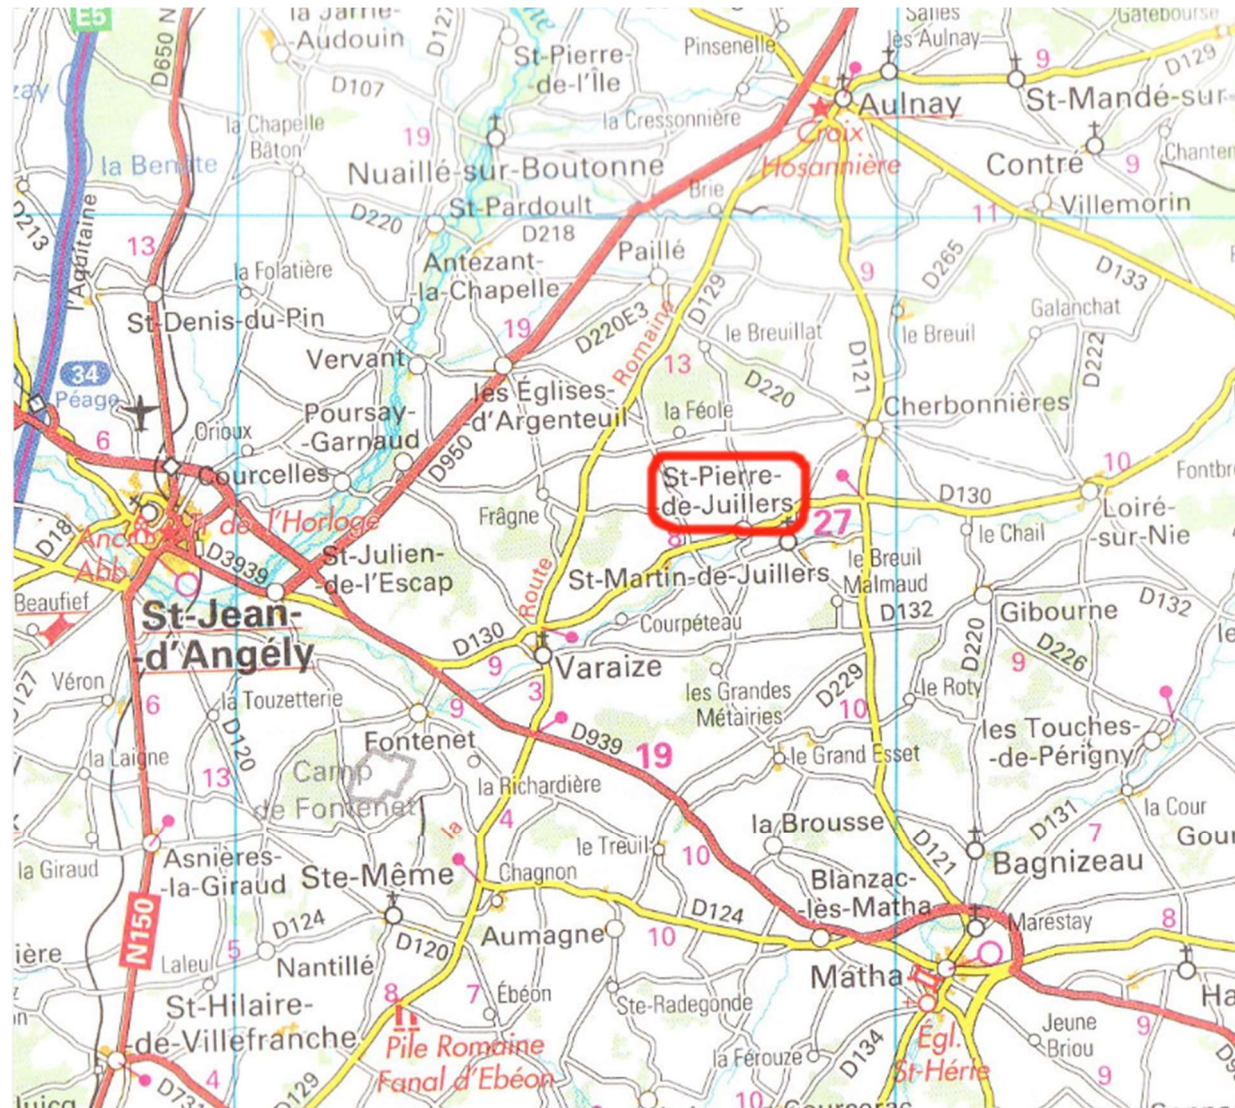 E5
D650 N
la Jarrie-
-Audouin
St-Pierre-
-de-l'Île
Pinsenelle
Salles
lès Aulnay
9
D129
D107
la Chapelle
Bâton
19
la Cressonnière
Aulnay
St-Mandé-sur-
Croix
Hosannière
la Benâte
Nuaillé-sur-Boutonne
Contré
9
Brie
D213
l'Aquitaine
13
D220
St-Pardoult
D218
11
Villemorin
Paillé
9
D265
D133
la Folatière
Antezant-
-la-Chapelle
D129
Galanchat
St-Denis-du-Pin
19
D220E3
Romaine
le Breuillat
le Breuil
Vervant
13
D121
D222
34
Péage
les Églises-
-d'Argenteuil
D220
Poursay-
-Garnaud
la Féole
Cherbonnières
6
Orioux
D950
Courcelles
St-Pierre-
-de-Juillers
10
D130
Frâgne
27
Loiré-
-sur-Nie
de l'Horloge
le Chail
D18
Abb
D3939
St-Julien-
-de-l'Escap
8
le Breuil
Malmaud
Beaufief
St-Martin-de-Juillers
D132
Gibourne
D132
St-Jean-
-d'Angély
Route
Courpéteau
D130
Varaize
9
D220
D226
9
D127
Véron
6
la Touzetterie
3
les Grandes
Métairies
D229
le Roty
10
D120
9
Fontenet
D939
19
les Touches-
-de-Périgny
la Laigne
13
Camp
de Fontenet
la Richardière
le Grand Esset
la Cour
la
4
la Brousse
D131
7
la Giraud
Asnières-
-la-Giraud
Ste-Même
Chagnon
le Treuil
10
D121
Bagnizeau
Blanzac-
-lès-Matha
N150
D124
D120
D124
Marestay
8
5
Aumagne
10
Laleu
Nantillé
Matha
St-Hilaire-
-de-Villefranche
8
7
Ébéon
Ste-Radegonde
Pile Romaine
Fanal d'Ebéon
la Férouze
D134
Égl.
St-Hérie
Jeune
Briou
9
4
D731
D129
9
10